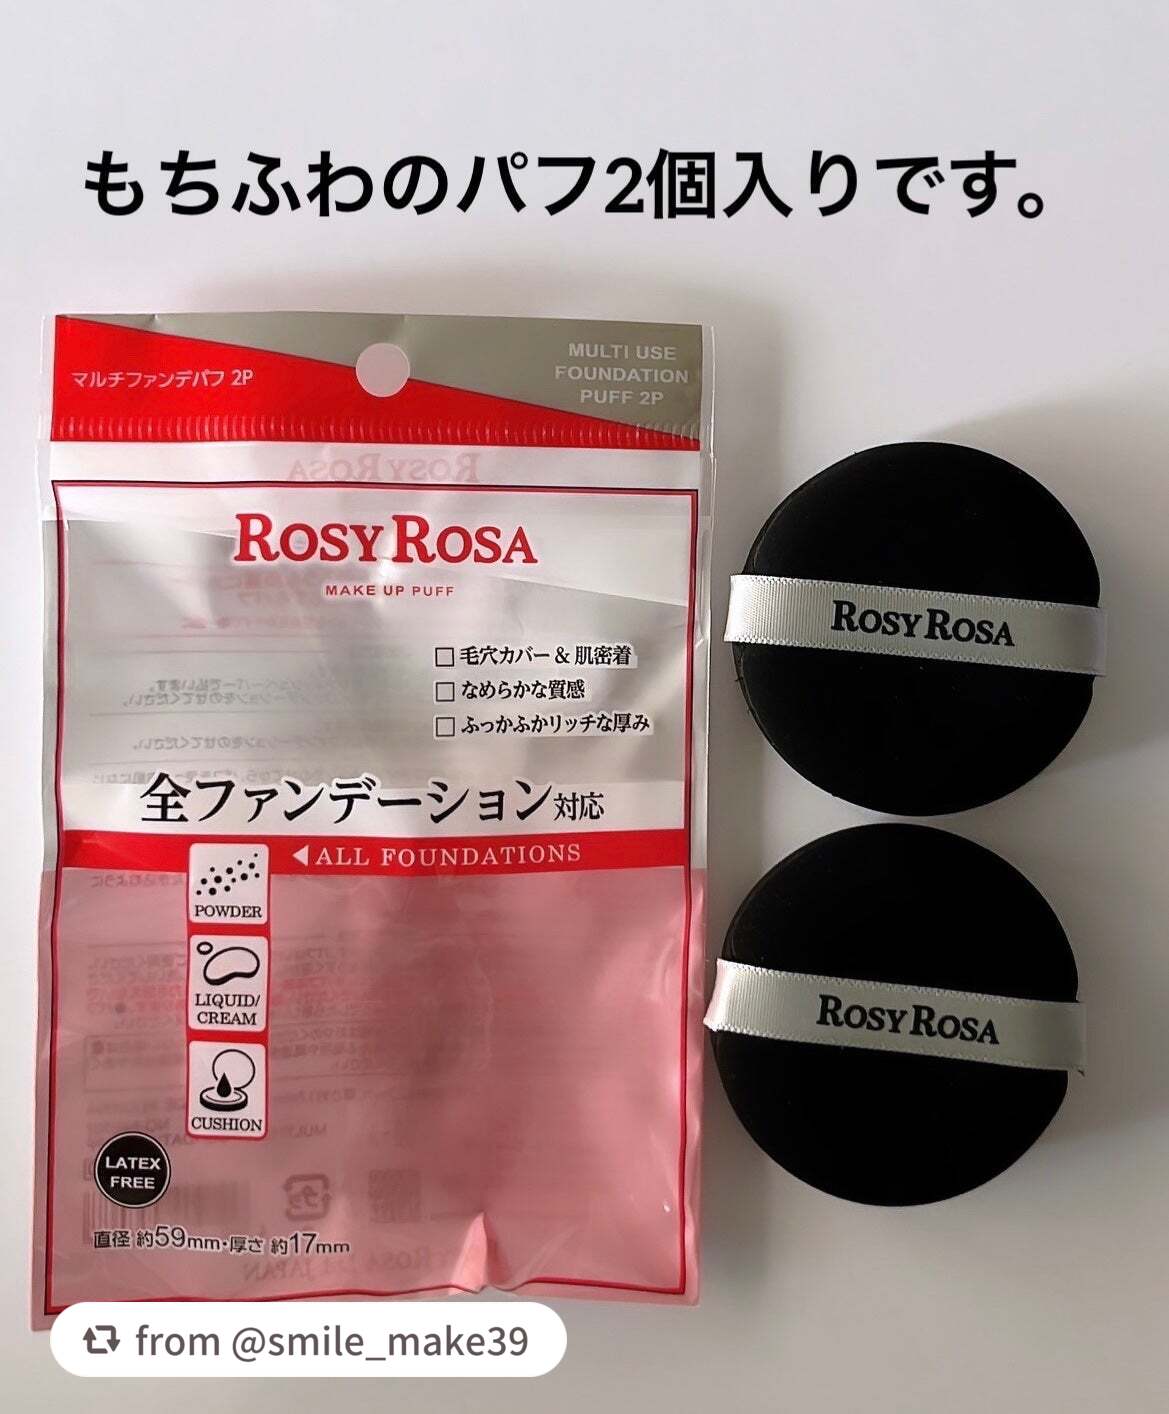 もちふわのパフ2個入りです。
マルチファンデパフ 2P
MULTI USE
FOUNDATION
PUFF 2P
ROSY ROSA
ROSY ROSA
MAKE UP PUFF
□毛穴カバー & 肌密着
□なめらかな質感
□ふっかふかリッチな厚み
全ファンデーション対応
◀ALL FOUNDATIONS
POWDER
LIQUID/
CREAM
CUSHION
LATEX
FREE
直径 約59mm・厚さ 約17mm
ROSY ROSA
ROSY ROSA
from @smile_make39